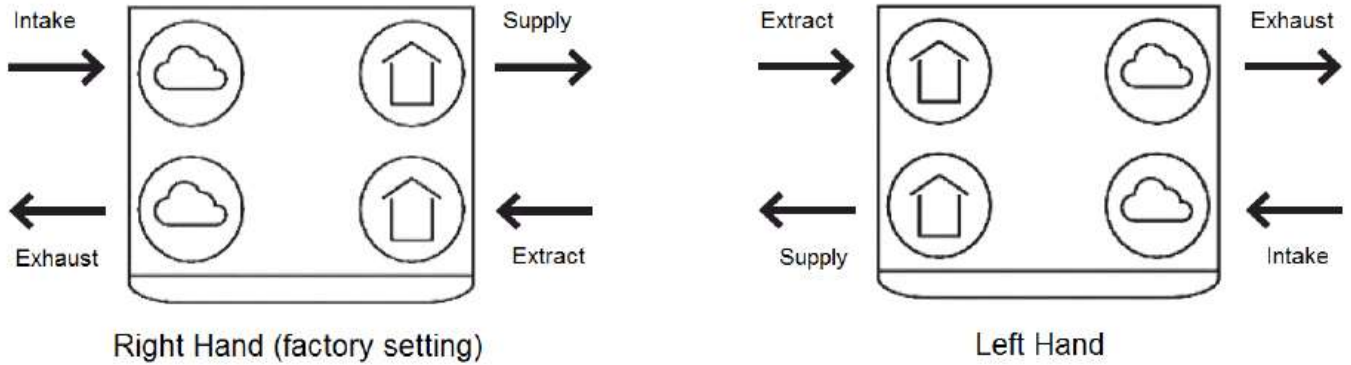 Intake
Supply
Exhaust
Extract
Right Hand (factory setting)
Extract
Exhaust
Supply
Intake
Left Hand